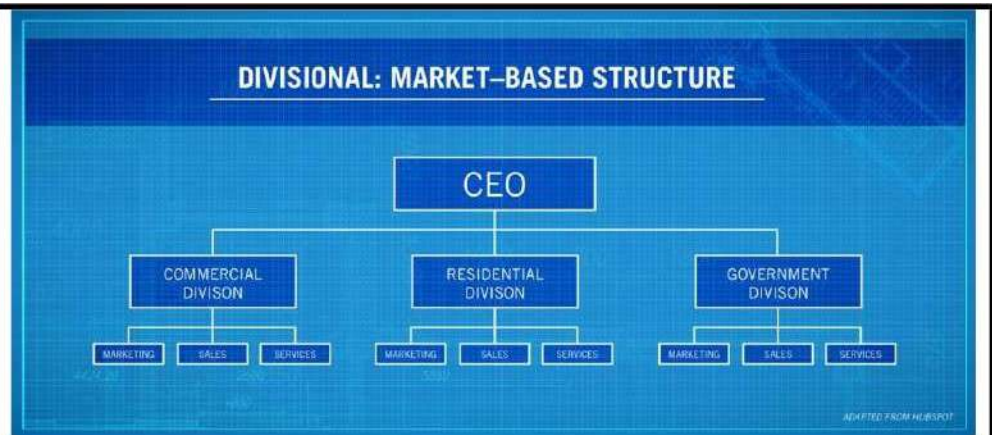 DIVISIONAL: MARKET–BASED STRUCTURE
CEO
COMMERCIAL
DIVISON
RESIDENTIAL
DIVISON
GOVERNMENT
DIVISON
MARKETING
SALES
SERVICES
MARKETING
SALES
SERVICES
MARKETING
SALES
SERVICES
ADAPTED FROM HUBSPOT